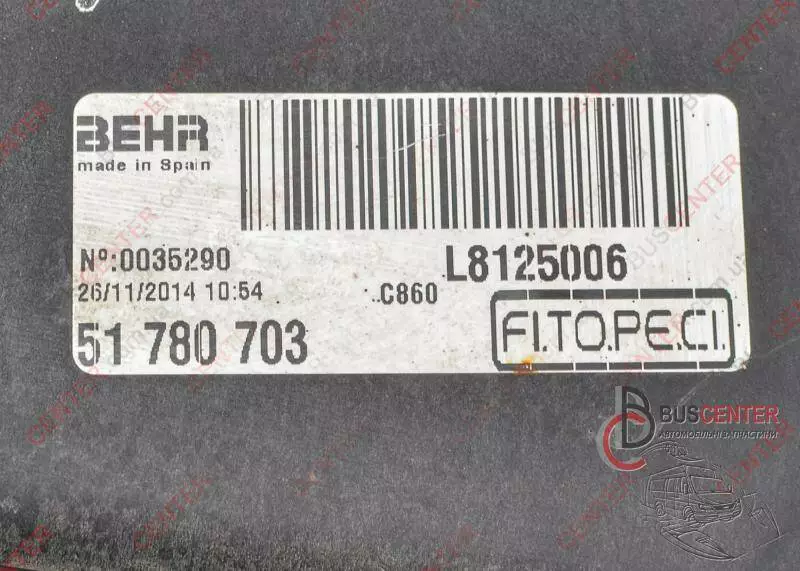 BEHR
made in Spain
Nº:0035290
L8125006
26/11/2014 10:54
C860
51 780 703
FI.TO.PE.CI.
BUSCENTER
АВТОМОБІЛЬНІ ЗАПЧАСТИНИ